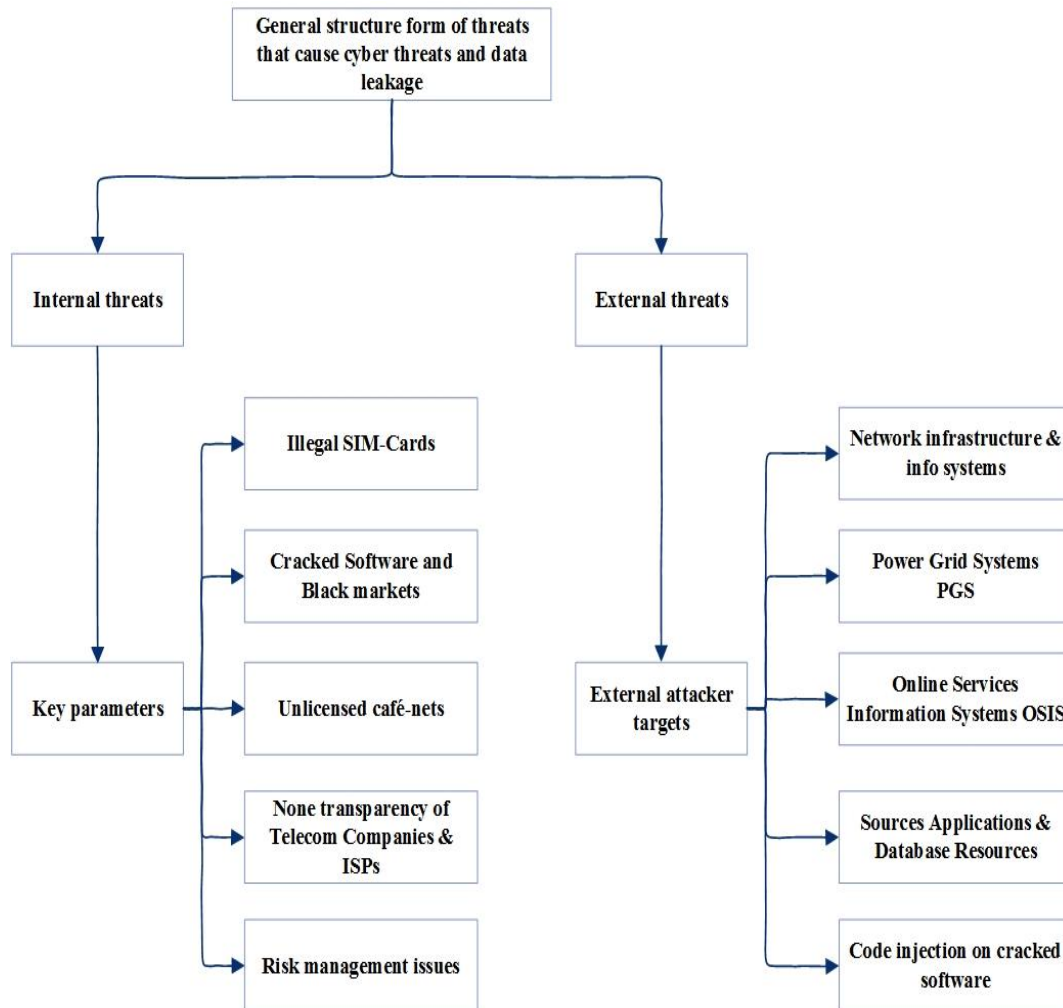 General structure form of threats
that cause cyber threats and data
leakage
Internal threats
External threats
Key parameters
Illegal SIM-Cards
Cracked Software and
Black markets
Unlicensed café-nets
None transparency of
Telecom Companies &
ISPs
Risk management issues
External attacker
targets
Network infrastructure &
info systems
Power Grid Systems
PGS
Online Services
Information Systems OSIS
Sources Applications &
Database Resources
Code injection on cracked
software